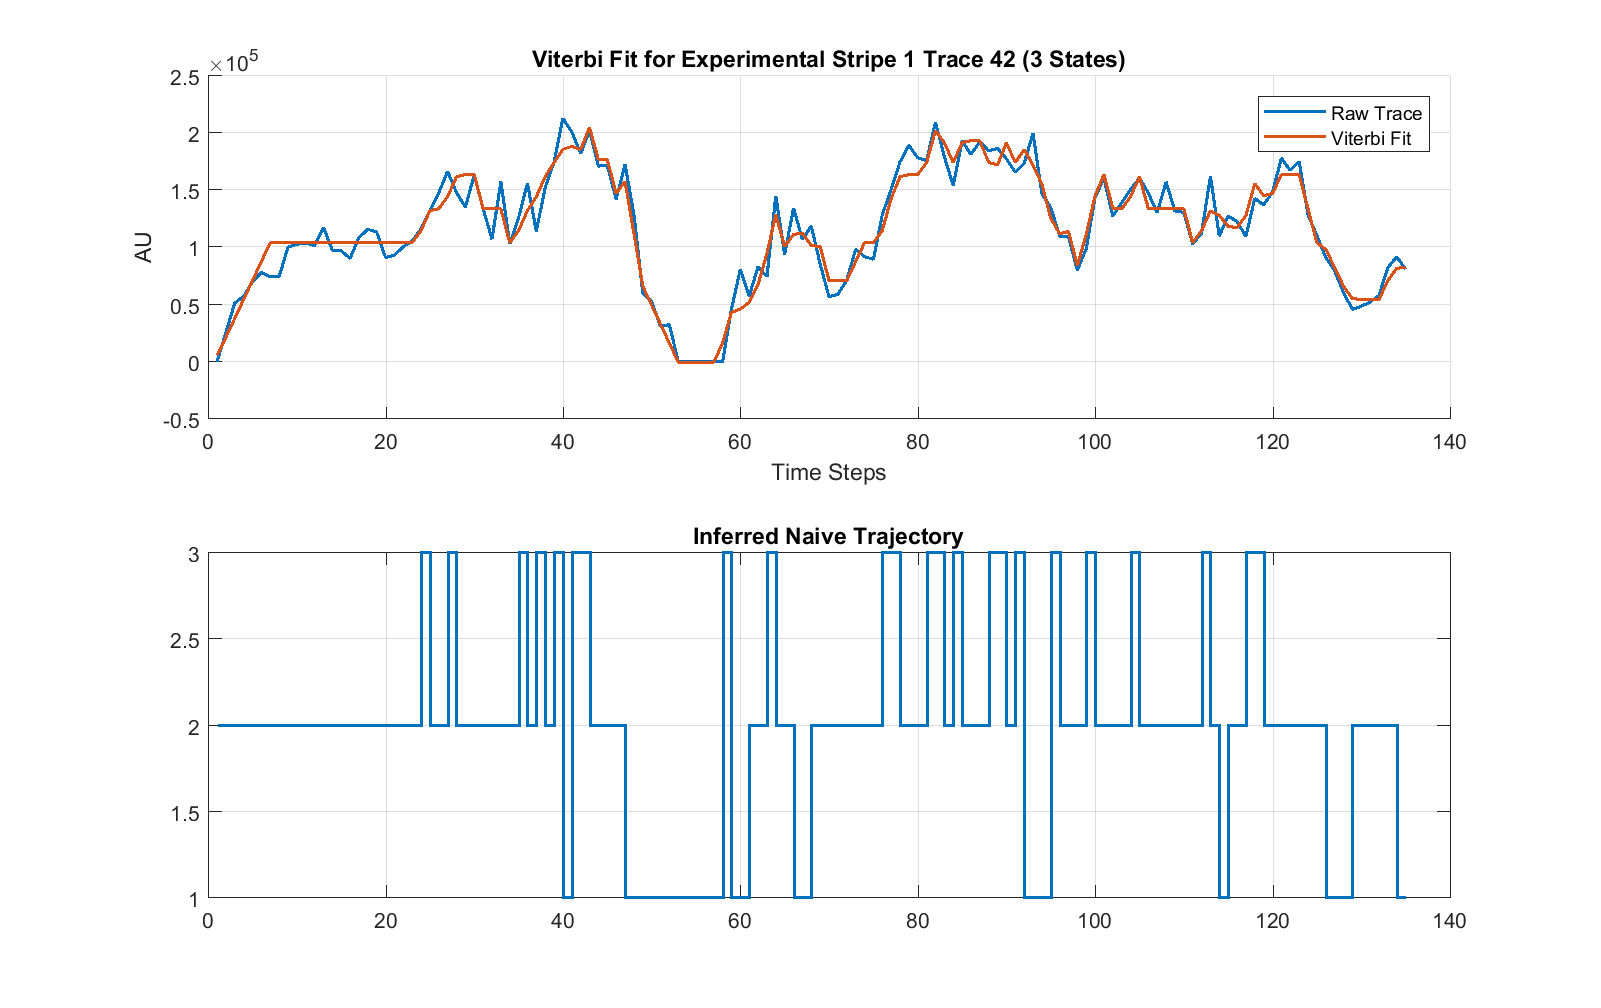 Viterbi Fit for Experimental Stripe 1 Trace 42 (3 States)
×10^5
2.5
2
1.5
1
0.5
0
-0.5
AU
Raw Trace
Viterbi Fit
0 20 40 60 80 100 120 140
Time Steps
Inferred Naive Trajectory
3
2.5
2
1.5
1
0 20 40 60 80 100 120 140